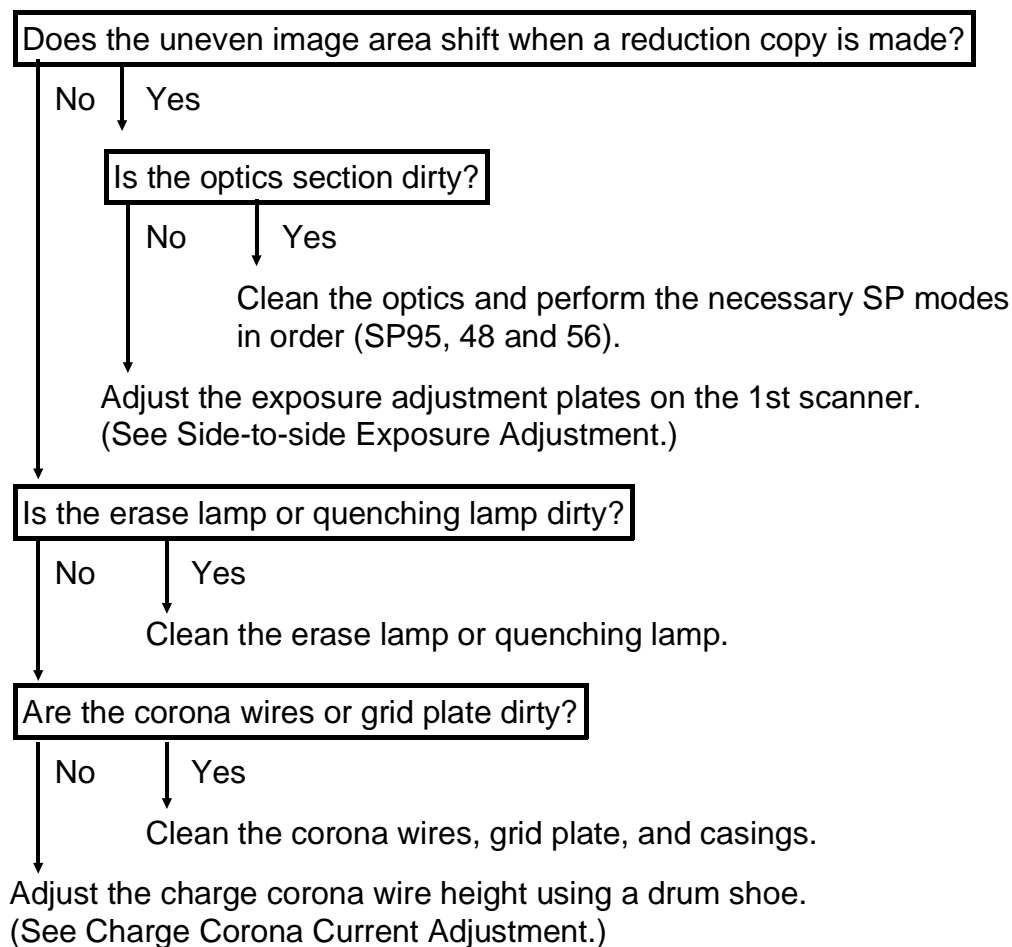 Does the uneven image area shift when a reduction copy is made?
No Yes
Is the optics section dirty?
No Yes
Clean the optics and perform the necessary SP modes
in order (SP95, 48 and 56).
Adjust the exposure adjustment plates on the 1st scanner.
(See Side-to-side Exposure Adjustment.)
Is the erase lamp or quenching lamp dirty?
No Yes
Clean the erase lamp or quenching lamp.
Are the corona wires or grid plate dirty?
No Yes
Clean the corona wires, grid plate, and casings.
Adjust the charge corona wire height using a drum shoe.
(See Charge Corona Current Adjustment.)